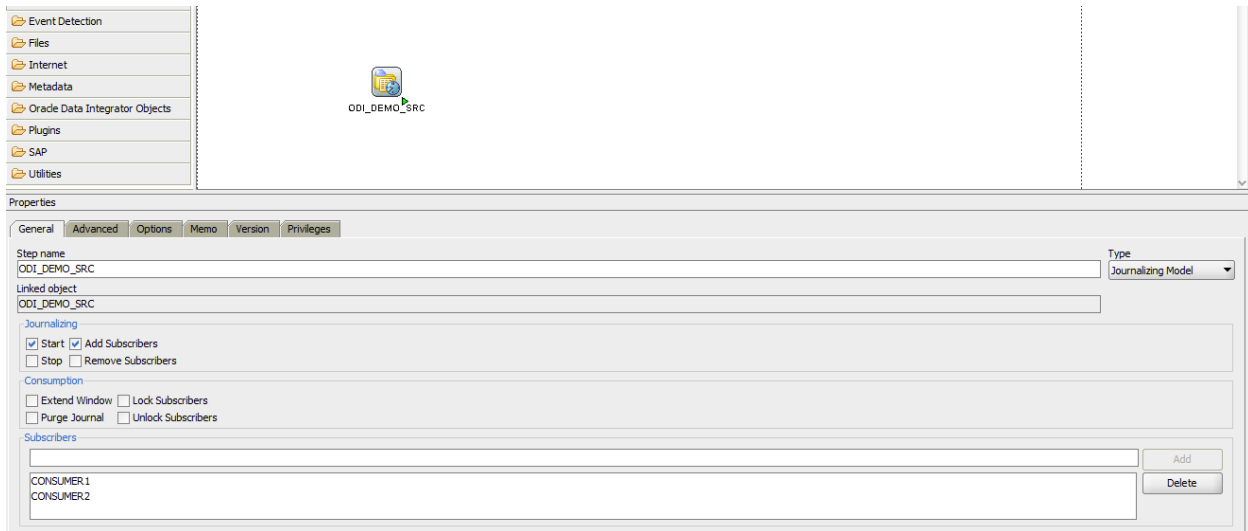 Event Detection
Files
Internet
Metadata
Oracle Data Integrator Objects
Plugins
SAP
Utilities
ODI_DEMO_SRC
Properties
General Advanced Options Memo Version Privileges
Step name Type
ODI_DEMO_SRC Journalizing Model
Linked object
ODI_DEMO_SRC
Journalizing
Start Add Subscribers
Stop Remove Subscribers
Consumption
Extend Window Lock Subscribers
Purge Journal Unlock Subscribers
Subscribers
Add
CONSUMER1 Delete
CONSUMER2